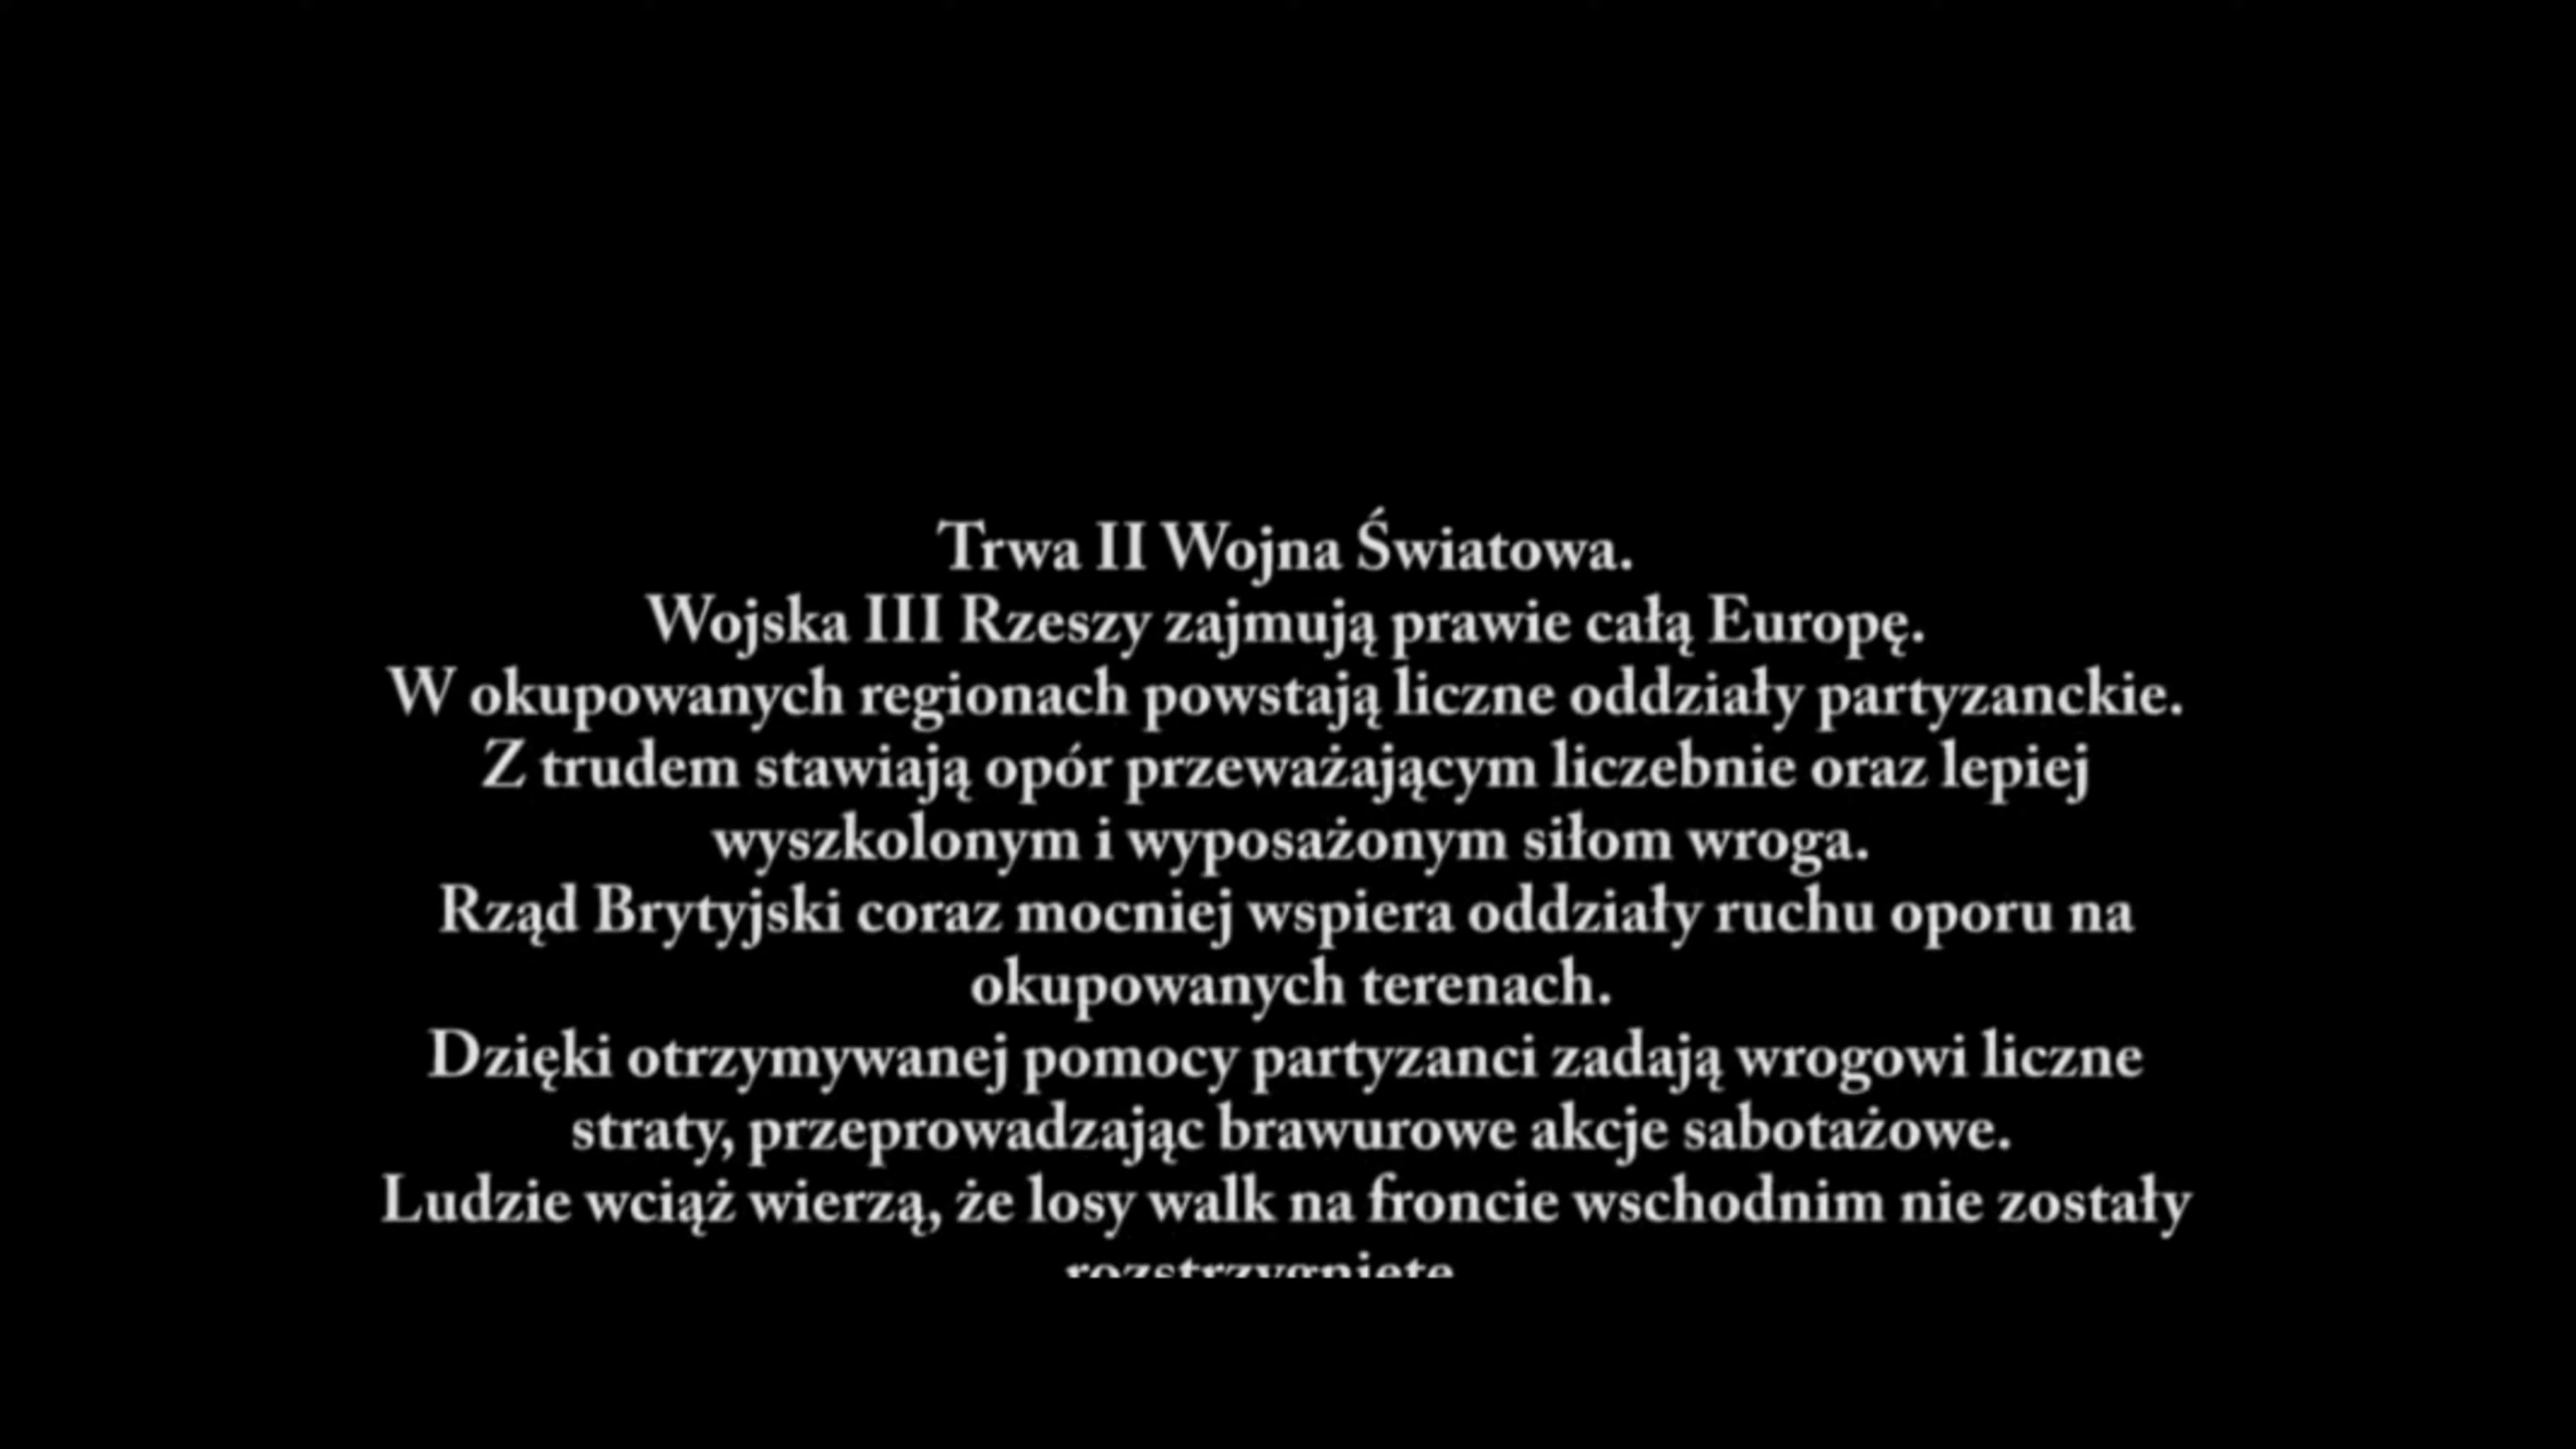 Trwa II Wojna Światowa.
Wojska III Rzeszy zajmują prawie całą Europę.
W okupowanych regionach powstają liczne oddziały partyzanckie.
Z trudem stawiają opór przeważającym liczebnie oraz lepiej
wyszkolonym i wyposażonym siłom wroga.
Rząd Brytyjski coraz mocniej wspiera oddziały ruchu oporu na
okupowanych terenach.
Dzięki otrzymywanej pomocy partyzanci zadają wrogowi liczne
straty, przeprowadzając brawurowe akcje sabotażowe.
Ludzie wciąż wierzą, że losy walk na froncie wschodnim nie zostały